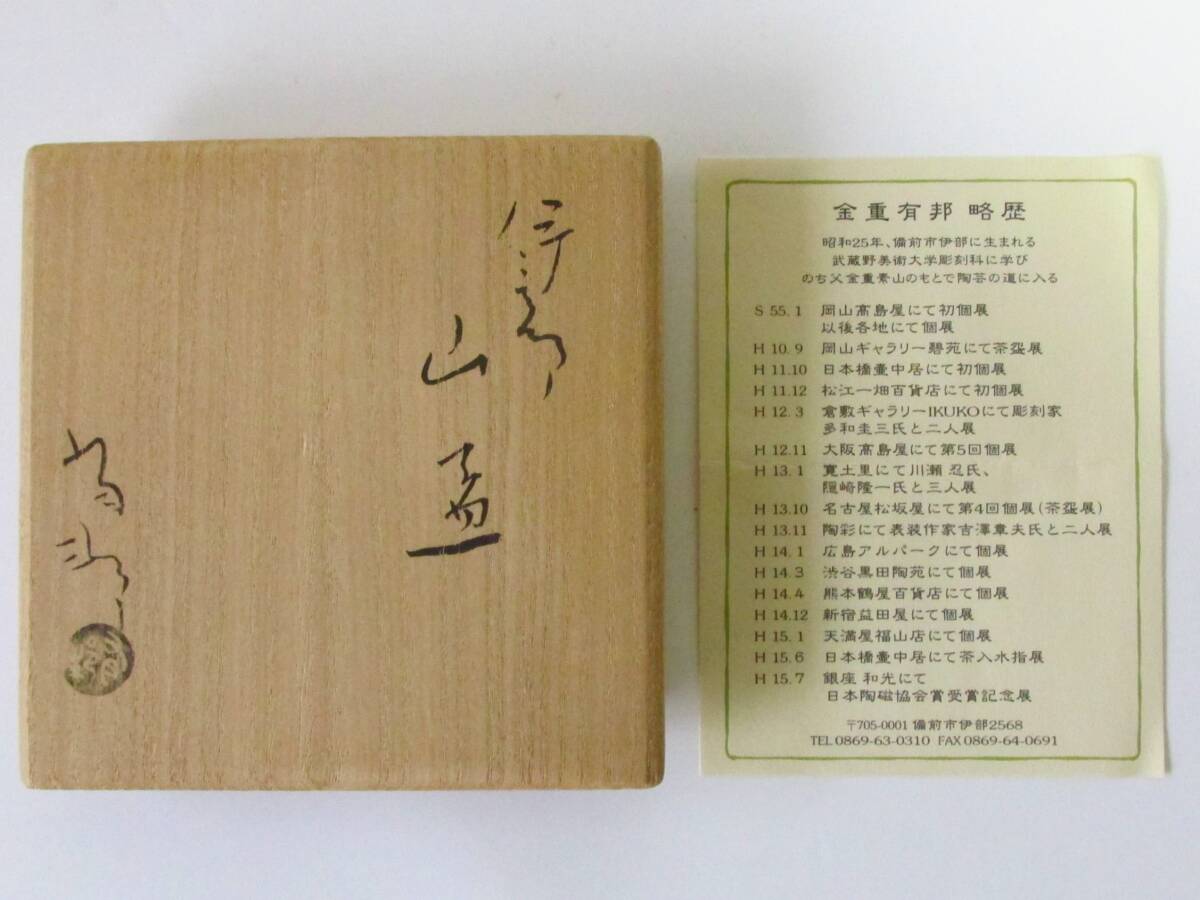 伊部
山盃
有邦
金重有邦 略歴
昭和25年、備前市伊部に生まれる
武蔵野美術大学彫刻科に学び
のち父金重素山のもとで陶芸の道に入る
S 55. 1 岡山高島屋にて初個展
以後各地にて個展
H 10. 9 岡山ギャラリー碧苑にて茶盌展
H 11.10 日本橋壷中居にて初個展
H 11.12 松江一畑百貨店にて初個展
H 12. 3 倉敷ギャラリーIKUKOにて彫刻家
多和圭三氏と二人展
H 12.11 大阪高島屋にて第5回個展
H 13. 1 寛土里にて川瀬 忍氏、
隠崎隆一氏と三人展
H 13.10 名古屋松坂屋にて第4回個展(茶盌展)
H 13.11 陶彩にて表装作家吉澤章夫氏と二人展
H 14. 1 広島アルパークにて個展
H 14. 3 渋谷黒田陶苑にて個展
H 14. 4 熊本鶴屋百貨店にて個展
H 14.12 新宿益田屋にて個展
H 15. 1 天満屋福山店にて個展
H 15. 6 日本橋壷中居にて茶入水指展
H 15. 7 銀座 和光にて
日本陶磁協会賞受賞記念展
〒705-0001 備前市伊部2568
TEL 0869-63-0310 FAX 0869-64-0691